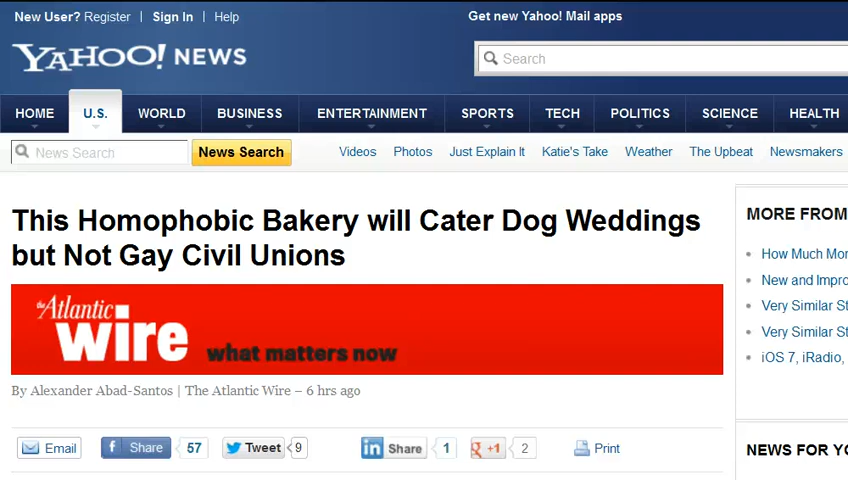 New User? Register | Sign In | Help Get new Yahoo! Mail apps
YAHOO! NEWS Search
HOME U.S. WORLD BUSINESS ENTERTAINMENT SPORTS TECH POLITICS SCIENCE HEALTH
News Search News Search Videos Photos Just Explain It Katie's Take Weather The Upbeat Newsmakers
This Homophobic Bakery will Cater Dog Weddings
but Not Gay Civil Unions
the Atlantic
wire what matters now
By Alexander Abad-Santos | The Atlantic Wire – 6 hrs ago
Email Share 57 Tweet 9 in Share 1 g +1 2 Print
MORE FROM
How Much Mor
New and Impro
Very Similar St
Very Similar St
iOS 7, iRadio,
NEWS FOR YO